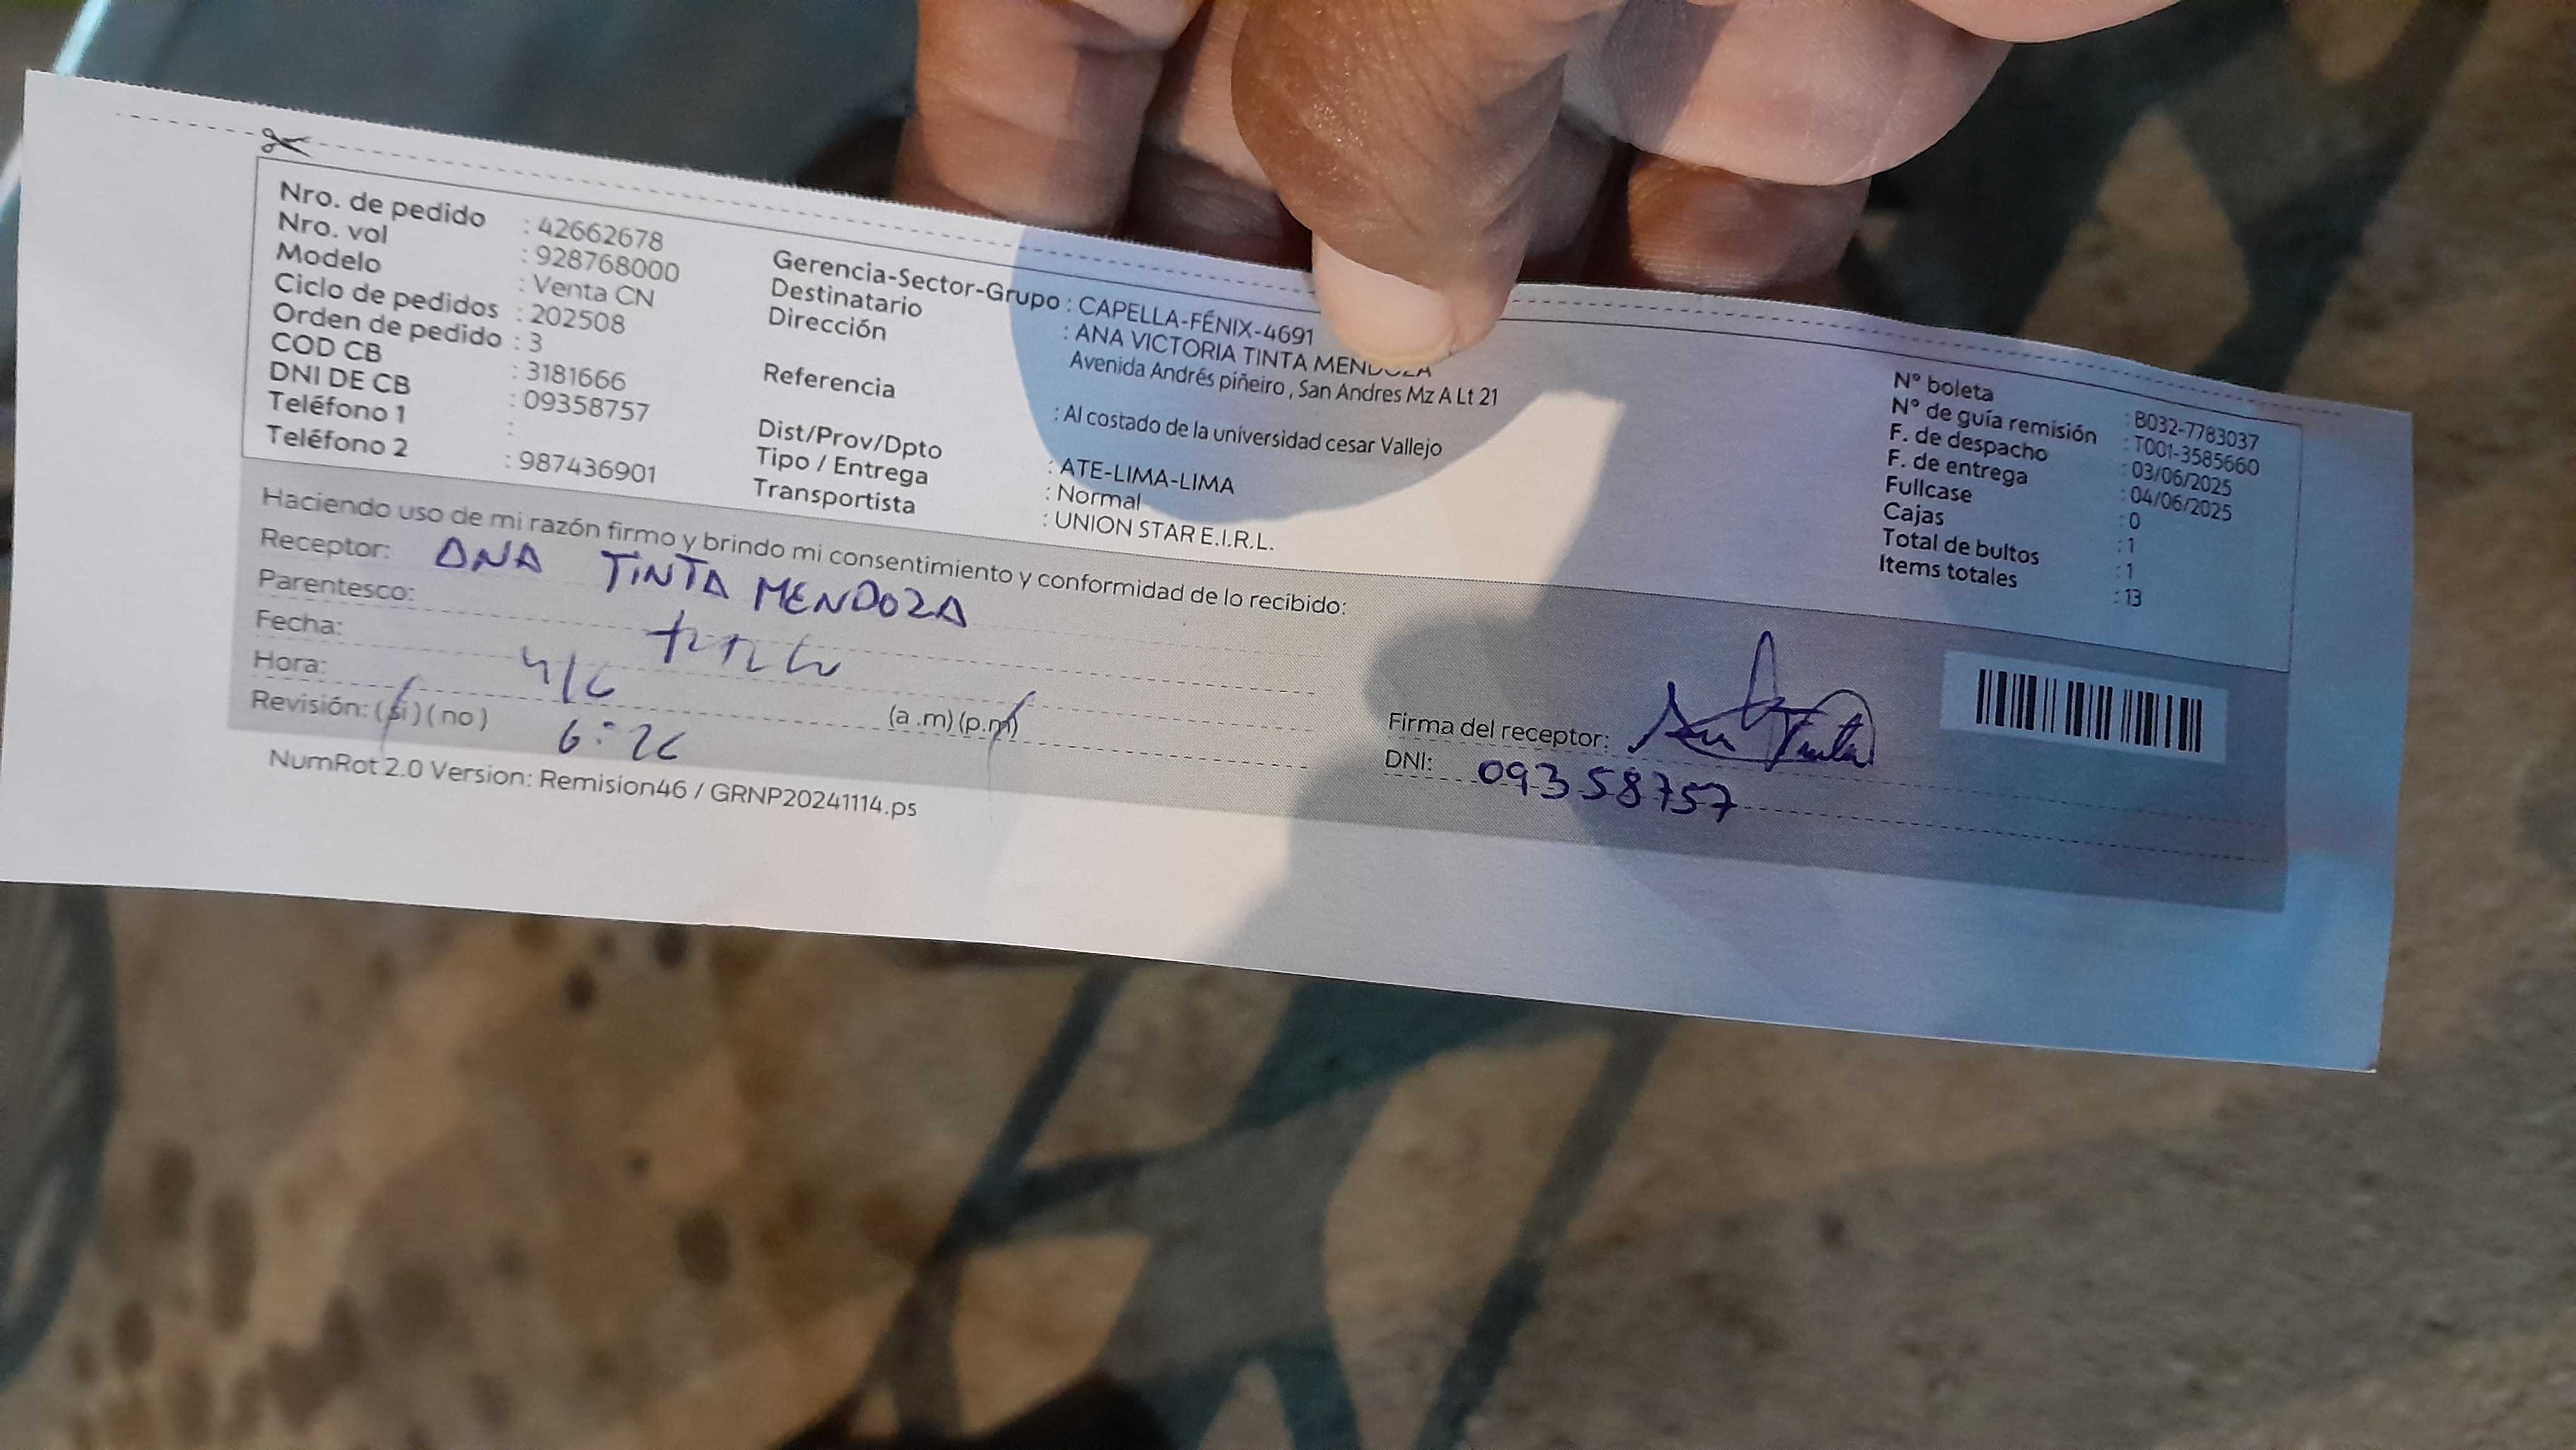 Nro. de pedido : 42662678
Nro. vol : 928768000
Modelo : Venta CN
Ciclo de pedidos : 202508
Orden de pedido : 3
COD CB : 3181666
DNI DE CB : 09358757
Teléfono 1 :
Teléfono 2 : 987436901
Gerencia-Sector-Grupo : CAPELLA-FÉNIX-4691
Destinatario : ANA VICTORIA TINTA MENDOZA
Dirección Avenida Andrés piñeiro , San Andres Mz A Lt 21
Referencia : Al costado de la universidad cesar Vallejo
Dist/Prov/Dpto : ATE-LIMA-LIMA
Tipo / Entrega : Normal
Transportista : UNION STAR E.I.R.L.
N° boleta : B032-7783037
N° de guía remisión : T001-3585660
F. de despacho : 03/06/2025
F. de entrega : 04/06/2025
Fullcase : 0
Cajas : 1
Total de bultos : 1
Items totales : 13
Haciendo uso de mi razón firmo y brindo mi consentimiento y conformidad de lo recibido:
Receptor: ANA TINTA MENDOZA
Parentesco:
Fecha: 4/6
Hora: 6:26 (a .m) (p.m)
Revisión: (si) (no)
Firma del receptor:
DNI: 09358757
NumRot 2.0 Version: Remision46 / GRNP20241114.ps